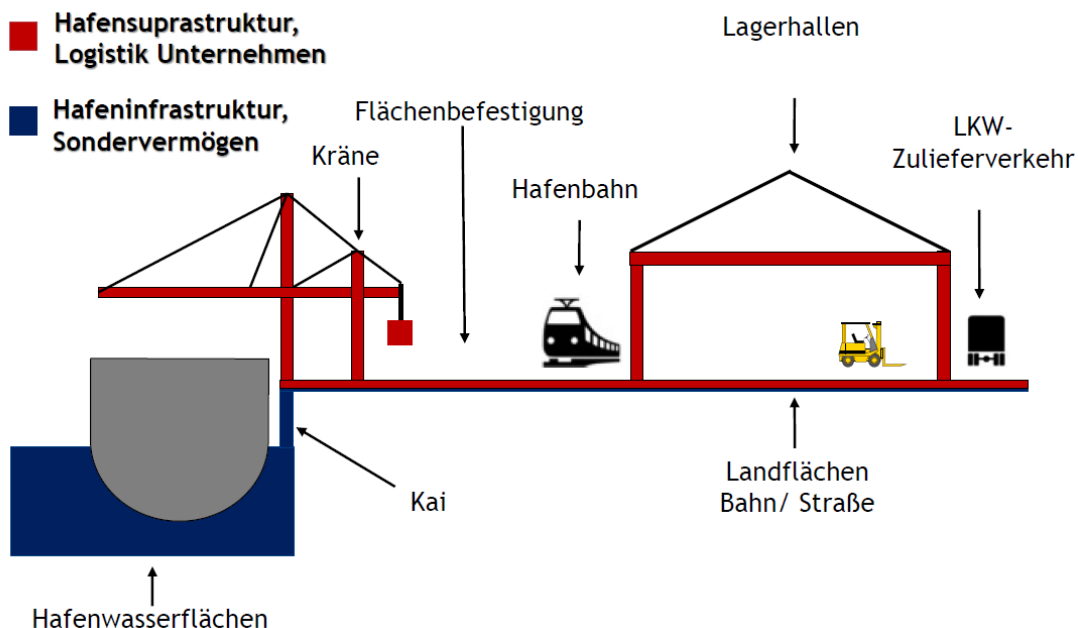 Hafensuprastruktur,
Logistik Unternehmen
Hafeninfrastruktur,
Sondervermögen
Lagerhallen
Flächenbefestigung
LKW-
Zulieferverkehr
Kräne
Hafenbahn
Kai
Landflächen
Bahn/ Straße
Hafenwasserflächen